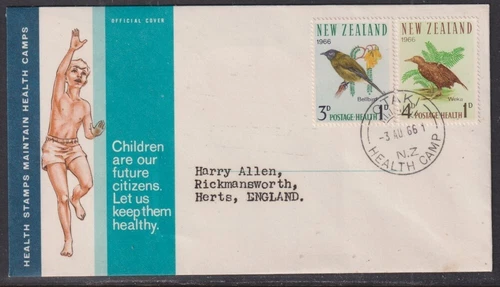 HEALTH STAMPS MAINTAIN HEALTH CAMPS
OFFICIAL COVER
Children
are our
future
citizens.
Let us
keep them
healthy.
NEW ZEALAND
1966
Bellbird
3D POSTAGE HEALTH 1D
NEW ZEALAND
1966
Weka
4D POSTAGE HEALTH 1D
OTAKI
-3 AU 66 1
N.Z
HEALTH CAMP
Harry Allen,
Rickmansworth,
Herts, ENGLAND.